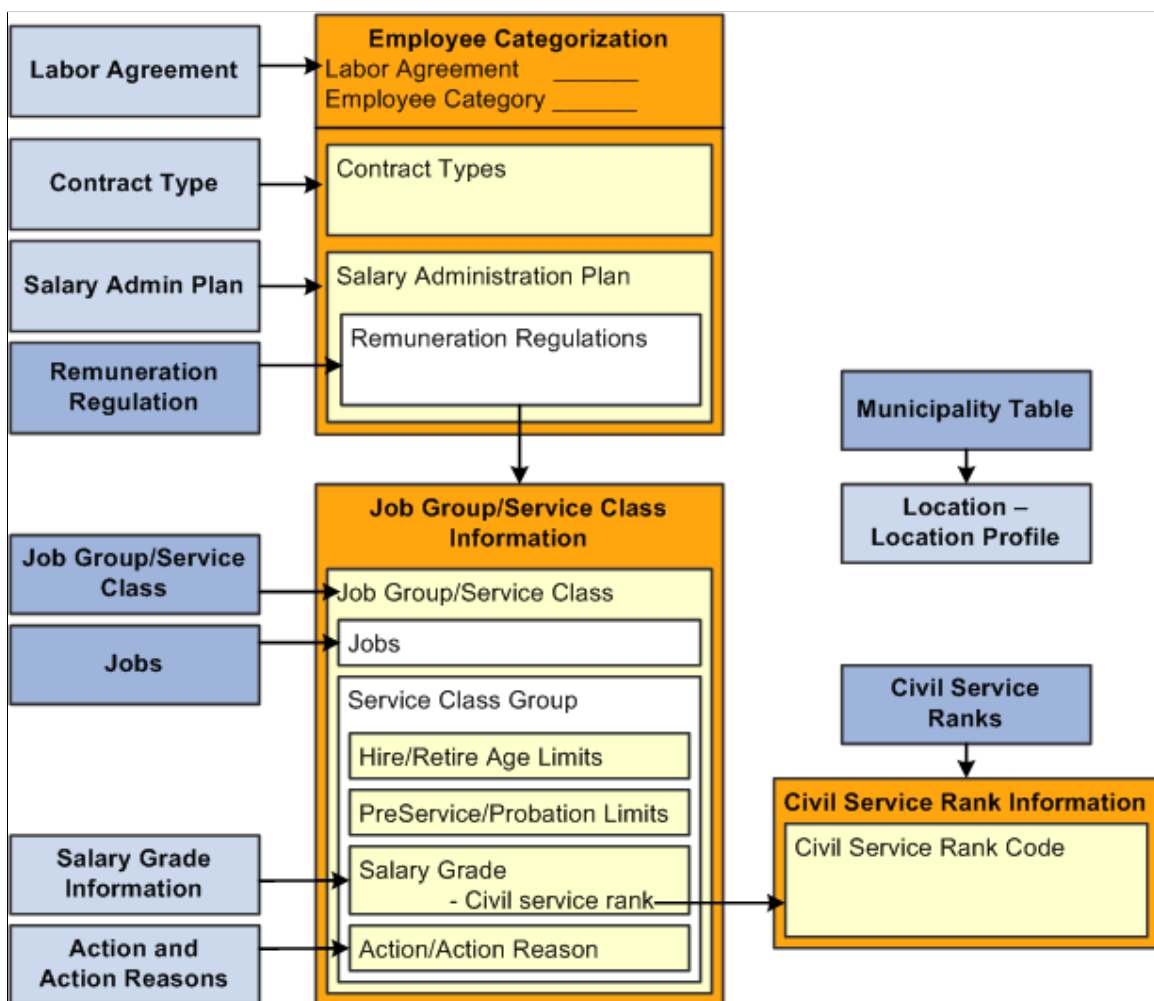 Labor Agreement
Employee Categorization
Labor Agreement ______
Employee Category ______
Contract Type
Contract Types
Salary Admin Plan
Salary Administration Plan
Remuneration
Regulation
Remuneration Regulations
Municipality Table
Location –
Location Profile
Job Group/Service Class
Information
Job Group/Service
Class
Job Group/Service Class
Jobs
Jobs
Service Class Group
Hire/Retire Age Limits
PreService/Probation Limits
Salary Grade
Information
Salary Grade
- Civil service rank
Action and
Action Reasons
Action/Action Reason
Civil Service
Ranks
Civil Service Rank Information
Civil Service Rank Code